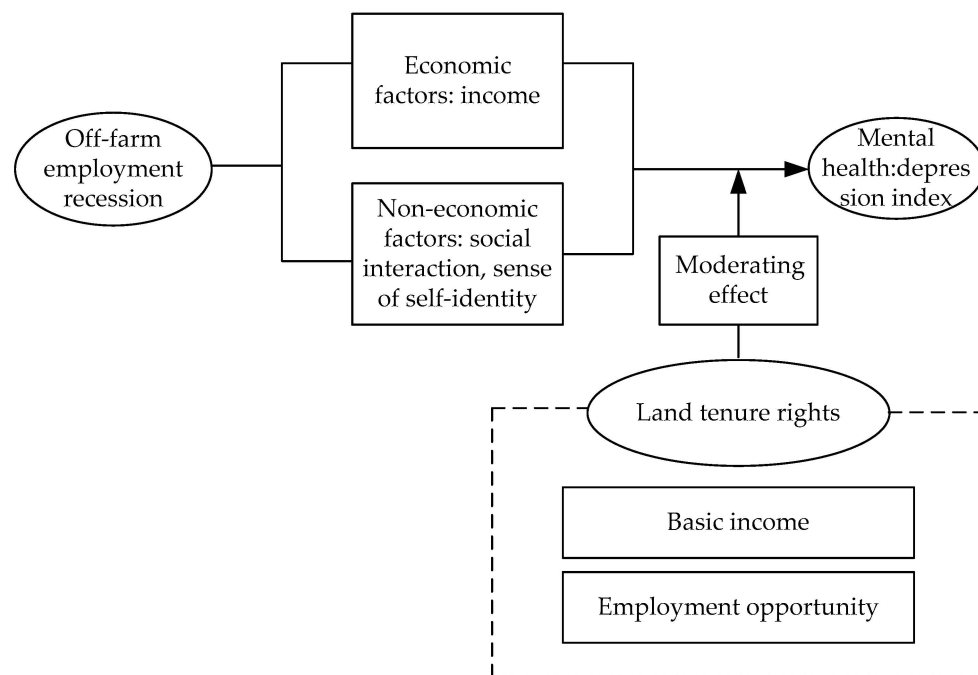 Off-farm
employment
recession
Economic
factors: income
Non-economic
factors: social
interaction, sense
of self-identity
Mental
health:depres
sion index
Moderating
effect
Land tenure rights
Basic income
Employment opportunity